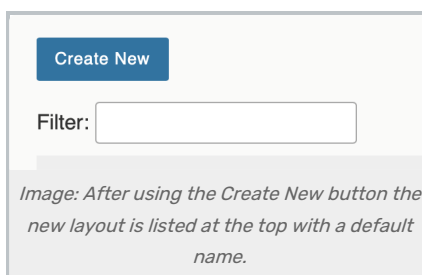 Create New
Filter:
Image: After using the Create New button the
new layout is listed at the top with a default
name.